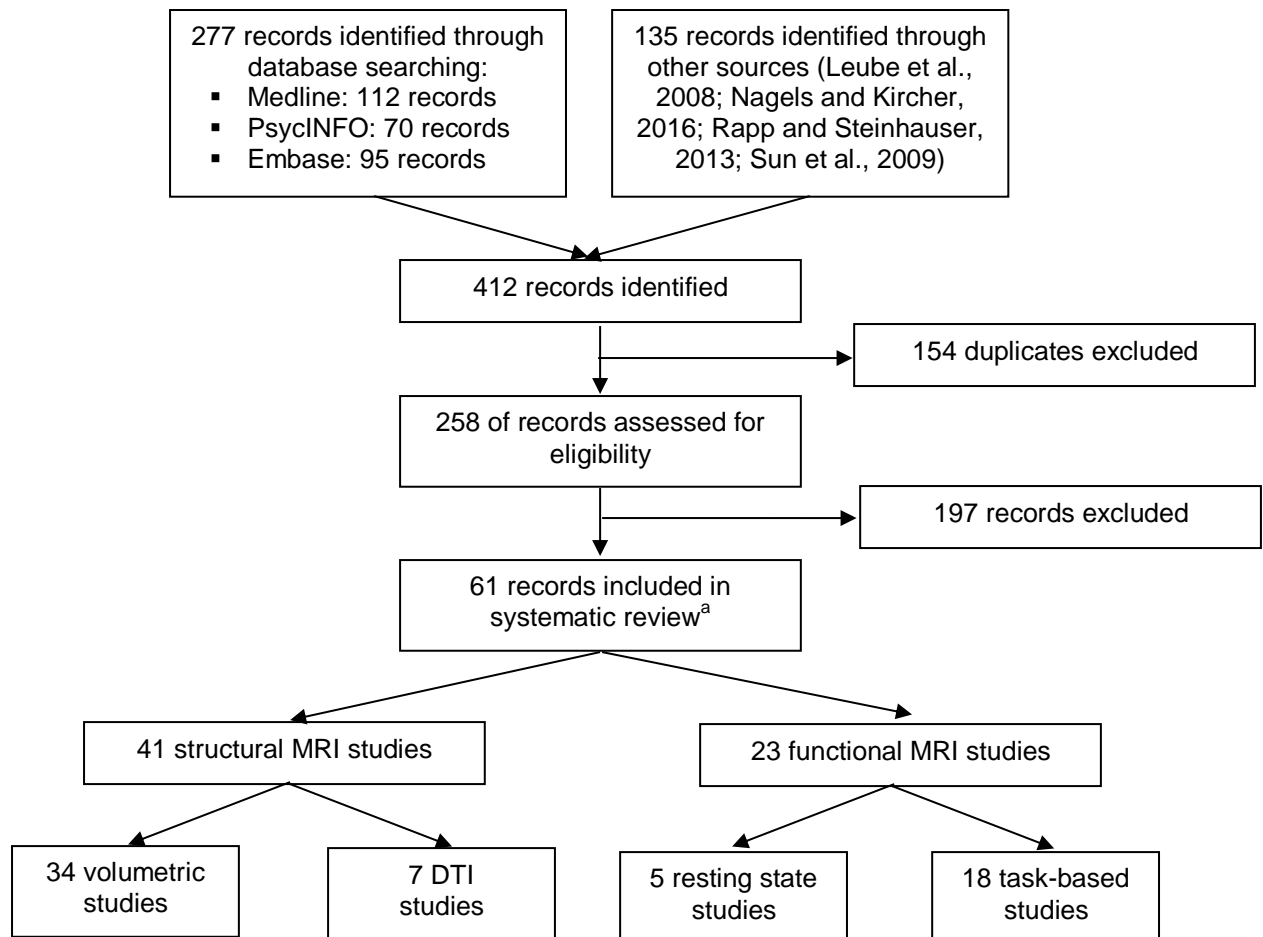 277 records identified through
database searching:
▪ Medline: 112 records
▪ PsycINFO: 70 records
▪ Embase: 95 records
135 records identified through
other sources (Leube et al.,
2008; Nagels and Kircher,
2016; Rapp and Steinhauser,
2013; Sun et al., 2009)
412 records identified
154 duplicates excluded
258 of records assessed for
eligibility
197 records excluded
61 records included in
systematic reviewᵃ
41 structural MRI studies
23 functional MRI studies
34 volumetric
studies
7 DTI
studies
5 resting state
studies
18 task-based
studies